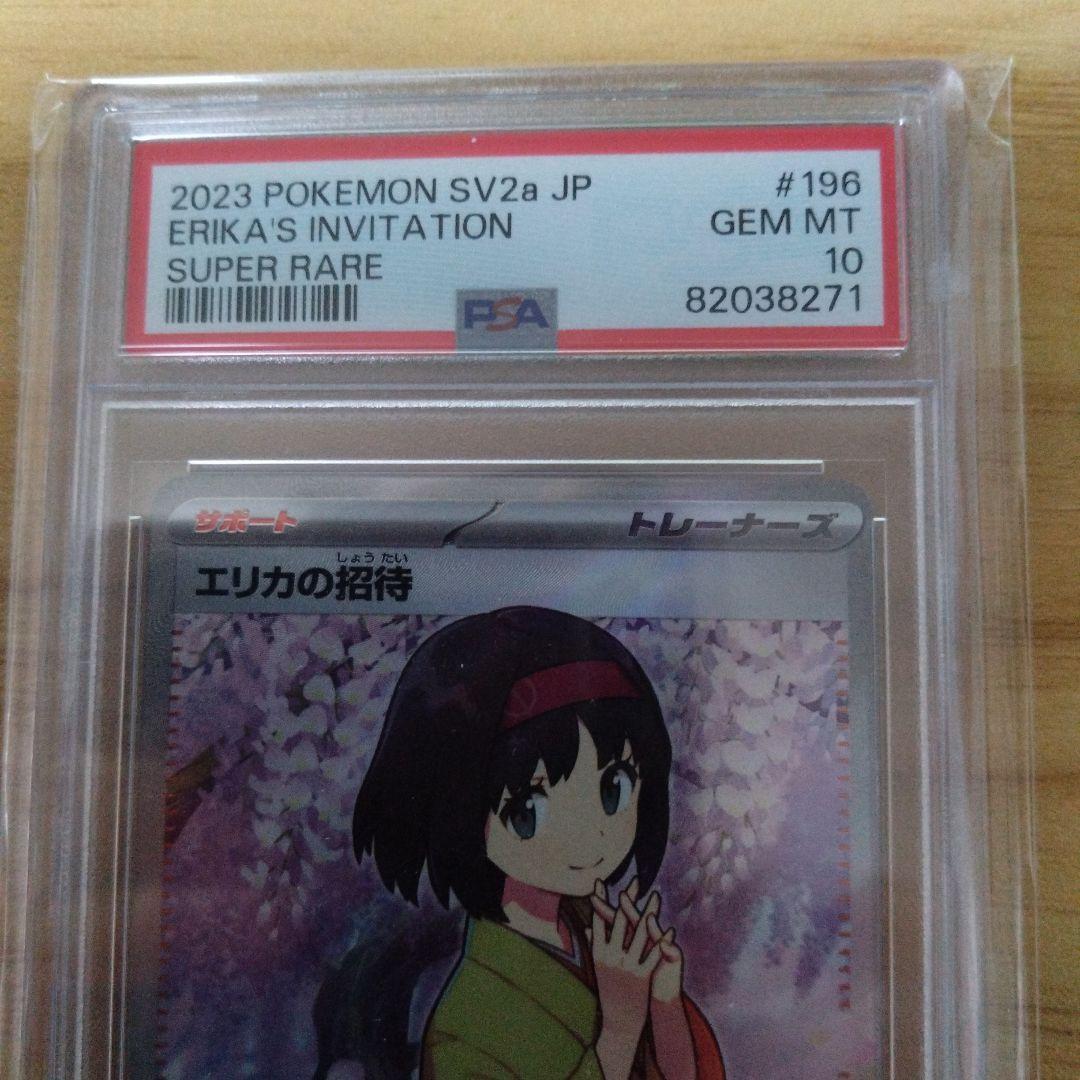 2023 POKEMON SV2a JP #196
ERIKA'S INVITATION GEM MT
SUPER RARE 10
82038271
PSA
サポート トレーナーズ
しょうたい
エリカの招待